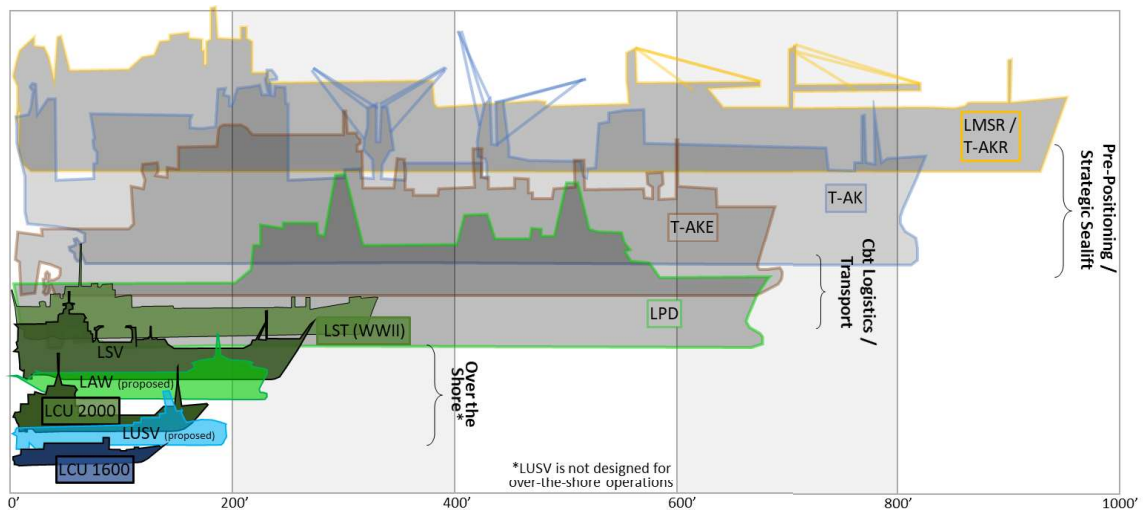 LMSR /
T-AKR
Pre-Positioning /
Strategic Sealift
T-AK
T-AKE
Cbt Logistics /
Transport
LPD
LST (WWII)
LSV
LAW (proposed)
Over the
Shore*
LCU 2000
LUSV (proposed)
LCU 1600
*LUSV is not designed for
over-the-shore operations
0’ 200’ 400’ 600’ 800’ 1000’